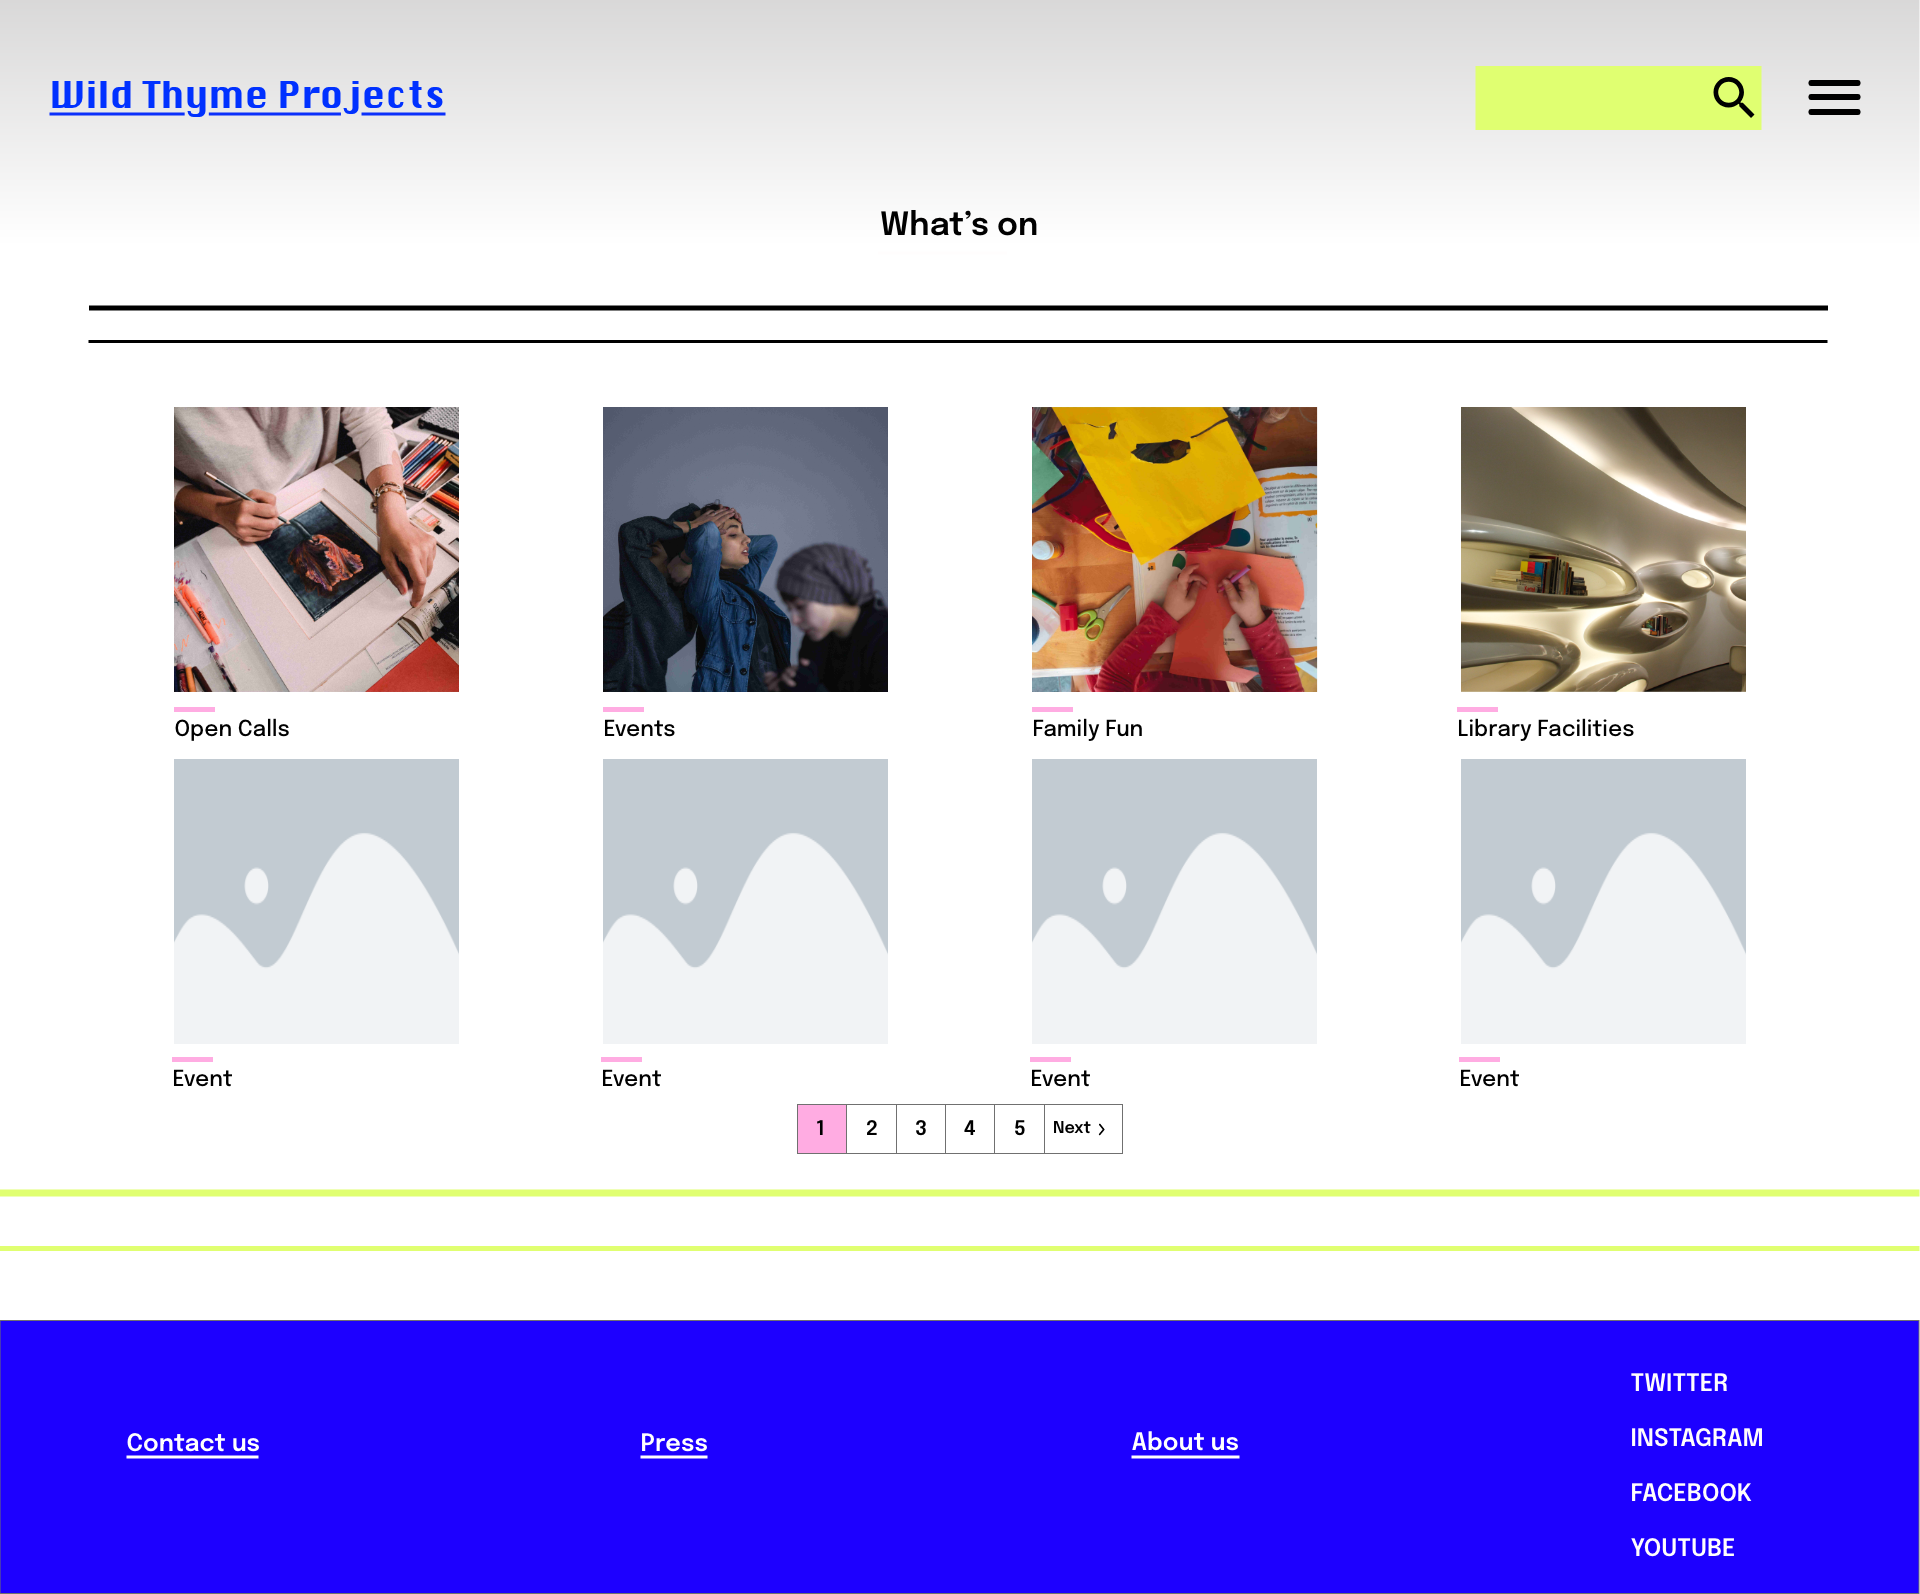 Wild Thyme Projects
What’s on
Open Calls
Events
Family Fun
Library Facilities
Event
Event
Event
Event
1 2 3 4 5 Next >
Contact us
Press
About us
TWITTER
INSTAGRAM
FACEBOOK
YOUTUBE